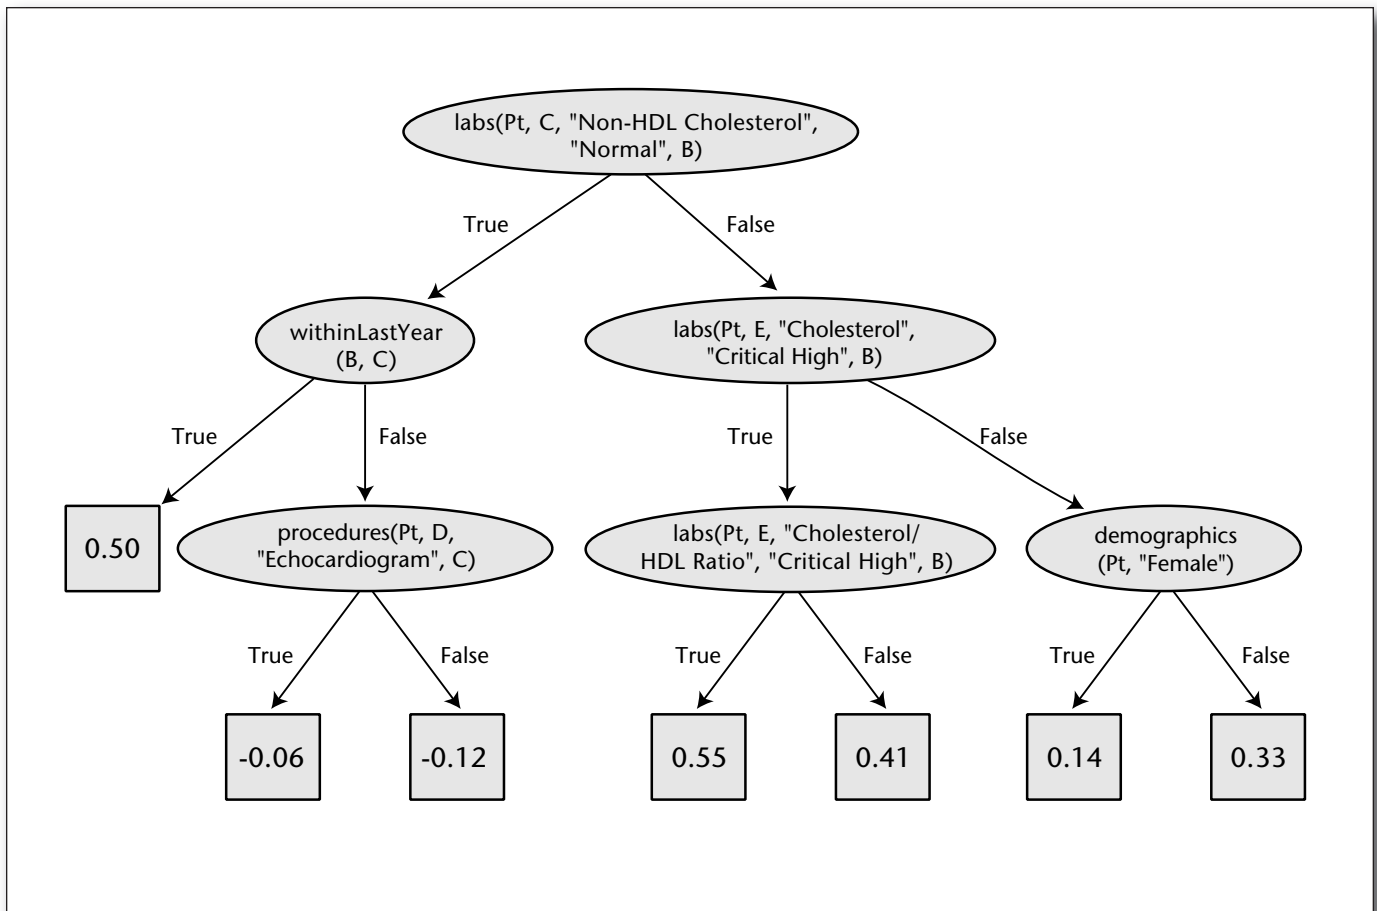 labs(Pt, C, "Non-HDL Cholesterol",
"Normal", B)
True
False
withinLastYear
(B, C)
labs(Pt, E, "Cholesterol",
"Critical High", B)
True
False
True
False
0.50
procedures(Pt, D,
"Echocardiogram", C)
labs(Pt, E, "Cholesterol/
HDL Ratio", "Critical High", B)
demographics
(Pt, "Female")
True
False
True
False
True
False
-0.06
-0.12
0.55
0.41
0.14
0.33